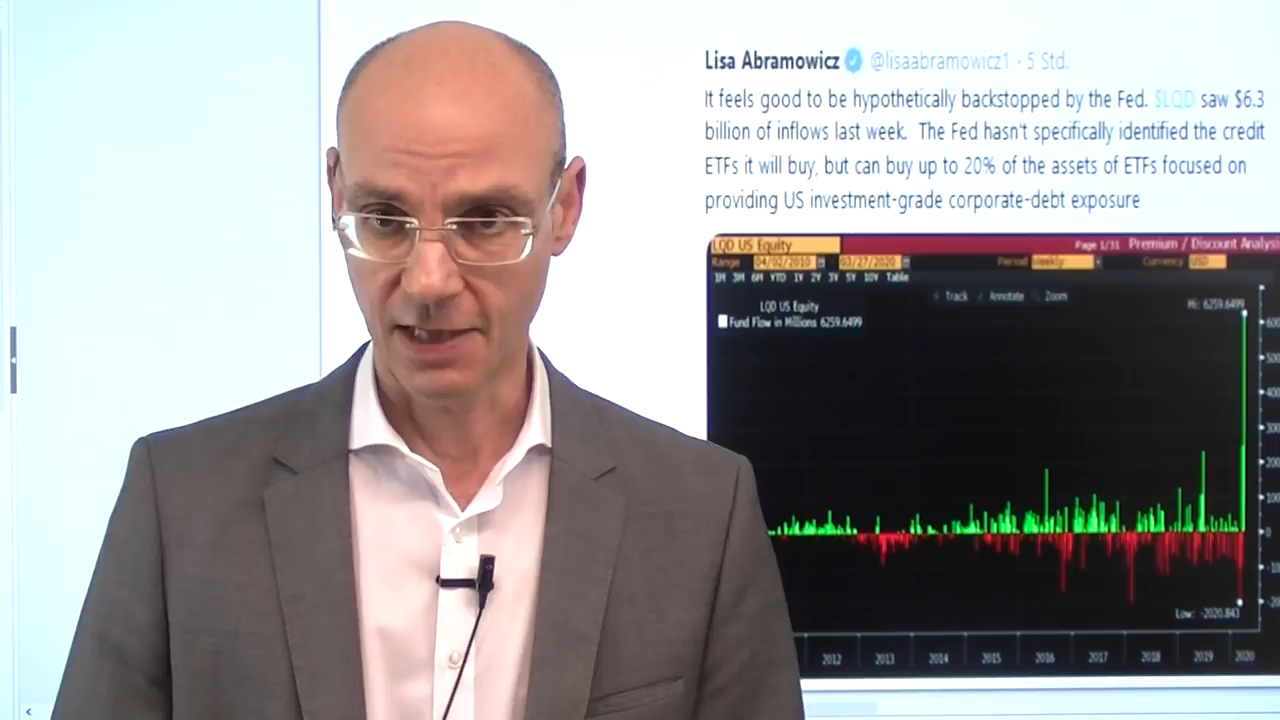 Lisa Abramowicz @lisaabramowicz1 · 5 Std.
It feels good to be hypothetically backstopped by the Fed. $LQD saw $6.3
billion of inflows last week. The Fed hasn't specifically identified the credit
ETFs it will buy, but can buy up to 20% of the assets of ETFs focused on
providing US investment-grade corporate-debt exposure
LQD US Equity Page 1/31 Premium / Discount Analys
Range 04/02/2010 03/27/2020 Period Weekly Currency USD
1M 3M 6M YTD 1Y 2Y 3Y 5Y 10Y Table
Track Annotate Zoom
LQD US Equity Hi: 6259.6499
Fund Flow in Millions 6259.6499
0
Low: -2020.843
2012 2013 2014 2015 2016 2017 2018 2019 2020